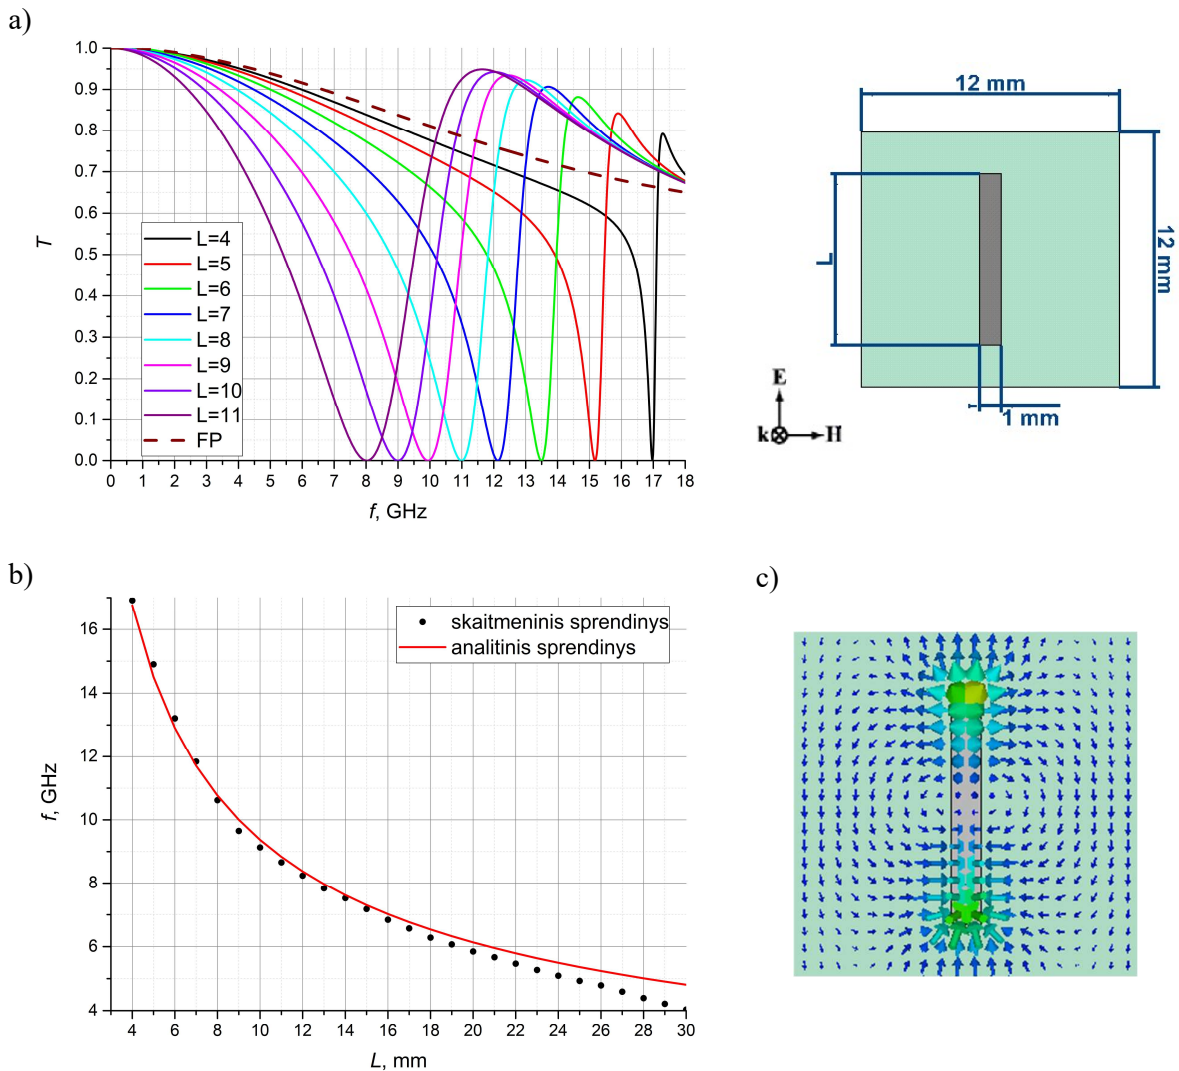 a)
1.0
0.9
0.8
0.7
0.6
0.5
0.4
0.3
0.2
0.1
0.0
T
L=4
L=5
L=6
L=7
L=8
L=9
L=10
L=11
FP
0 1 2 3 4 5 6 7 8 9 10 11 12 13 14 15 16 17 18
f, GHz
12 mm
12 mm
L
1 mm
E
k
H
b)
16
14
12
10
8
6
4
f, GHz
skaitmeninis sprendinys
analitinis sprendinys
4 6 8 10 12 14 16 18 20 22 24 26 28 30
L, mm
c)